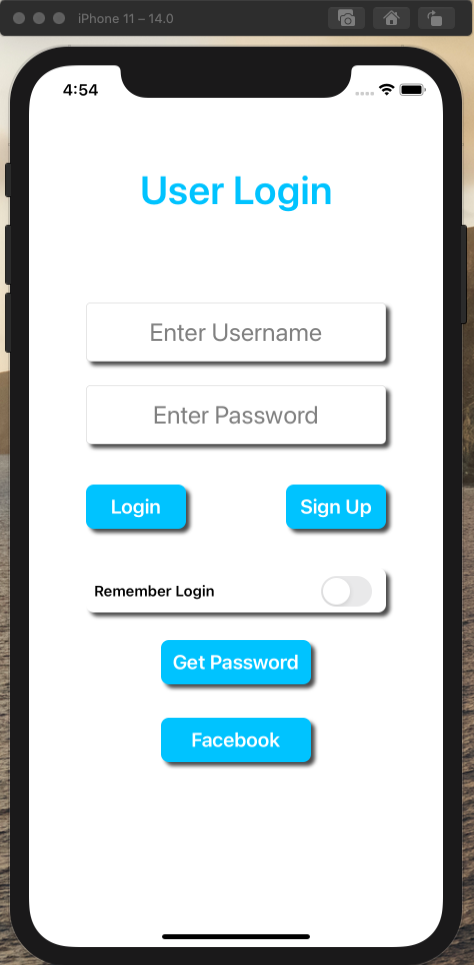 iPhone 11 – 14.0
4:54
User Login
Enter Username
Enter Password
Login
Sign Up
Remember Login
Get Password
Facebook